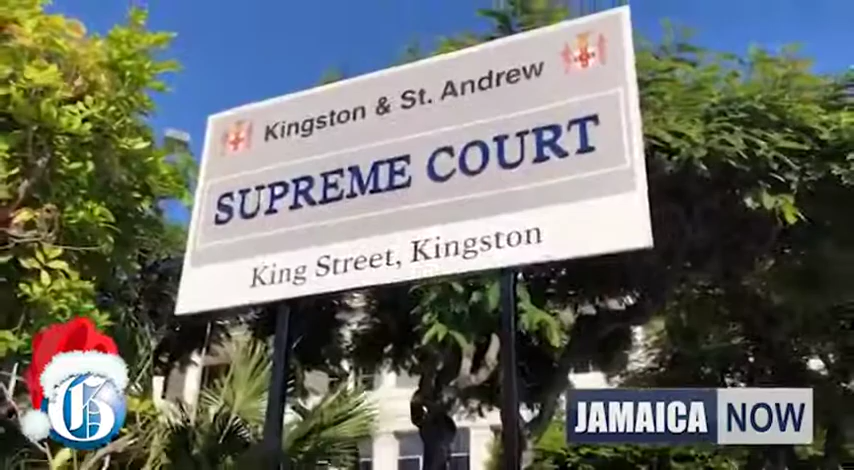 Kingston & St. Andrew
SUPREME COURT
King Street, Kingston
G
JAMAICA NOW